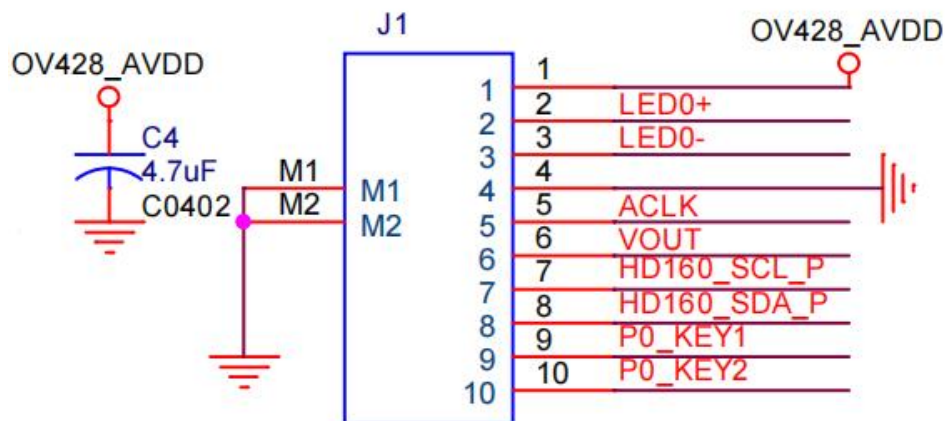 J1
OV428_AVDD
OV428_AVDD
C4
4.7uF
C0402
M1
M2
M1
M2
1
2
3
4
5
6
7
8
9
10
1
2
3
4
5
6
7
8
9
10
LED0+
LED0-
ACLK
VOUT
HD160_SCL_P
HD160_SDA_P
P0_KEY1
P0_KEY2